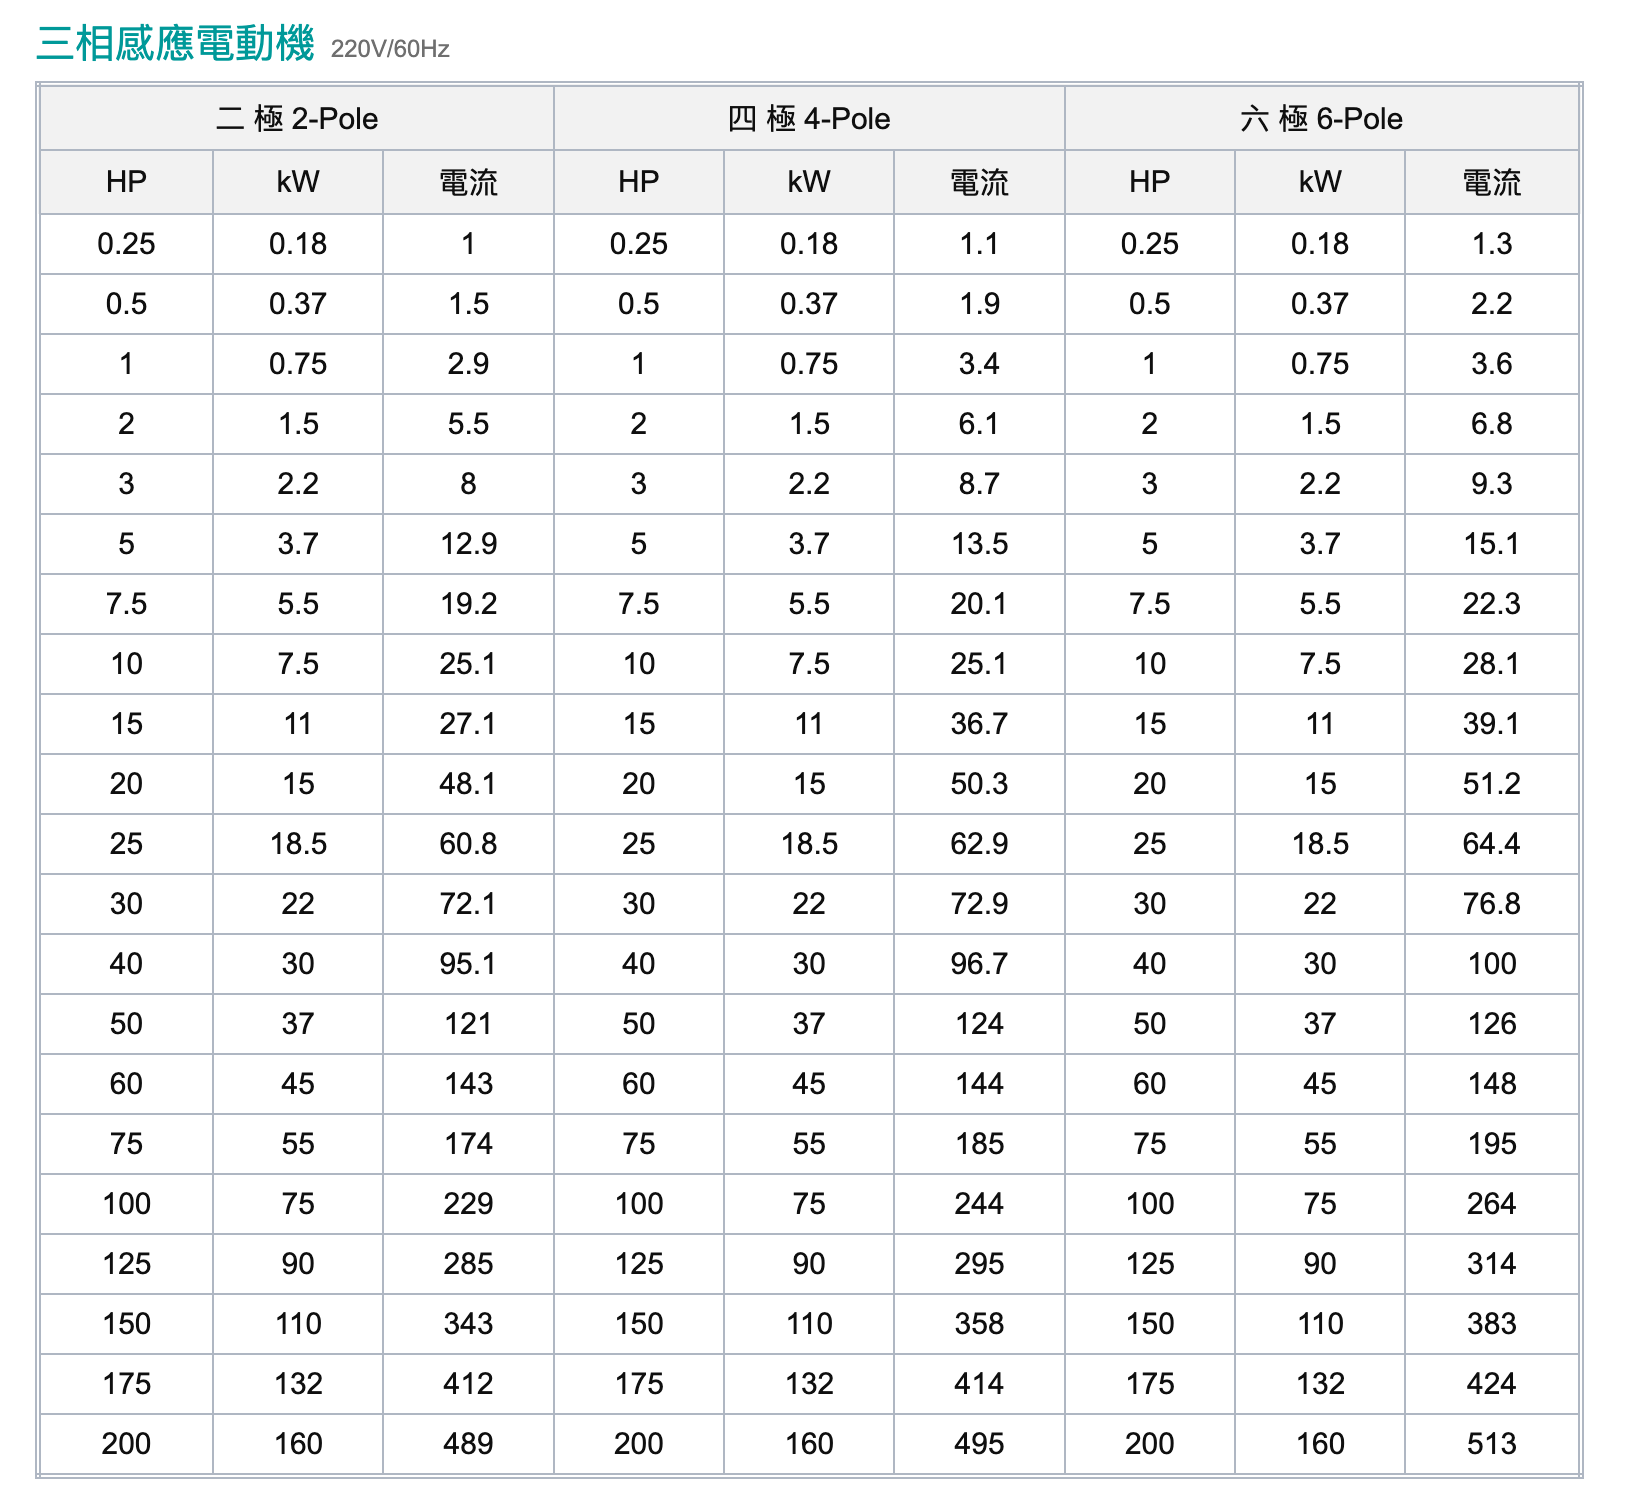 三相感應電動機 220V/60Hz
二 極 2-Pole 四 極 4-Pole 六 極 6-Pole
HP kW 電流 HP kW 電流 HP kW 電流
0.25 0.18 1 0.25 0.18 1.1 0.25 0.18 1.3
0.5 0.37 1.5 0.5 0.37 1.9 0.5 0.37 2.2
1 0.75 2.9 1 0.75 3.4 1 0.75 3.6
2 1.5 5.5 2 1.5 6.1 2 1.5 6.8
3 2.2 8 3 2.2 8.7 3 2.2 9.3
5 3.7 12.9 5 3.7 13.5 5 3.7 15.1
7.5 5.5 19.2 7.5 5.5 20.1 7.5 5.5 22.3
10 7.5 25.1 10 7.5 25.1 10 7.5 28.1
15 11 27.1 15 11 36.7 15 11 39.1
20 15 48.1 20 15 50.3 20 15 51.2
25 18.5 60.8 25 18.5 62.9 25 18.5 64.4
30 22 72.1 30 22 72.9 30 22 76.8
40 30 95.1 40 30 96.7 40 30 100
50 37 121 50 37 124 50 37 126
60 45 143 60 45 144 60 45 148
75 55 174 75 55 185 75 55 195
100 75 229 100 75 244 100 75 264
125 90 285 125 90 295 125 90 314
150 110 343 150 110 358 150 110 383
175 132 412 175 132 414 175 132 424
200 160 489 200 160 495 200 160 513